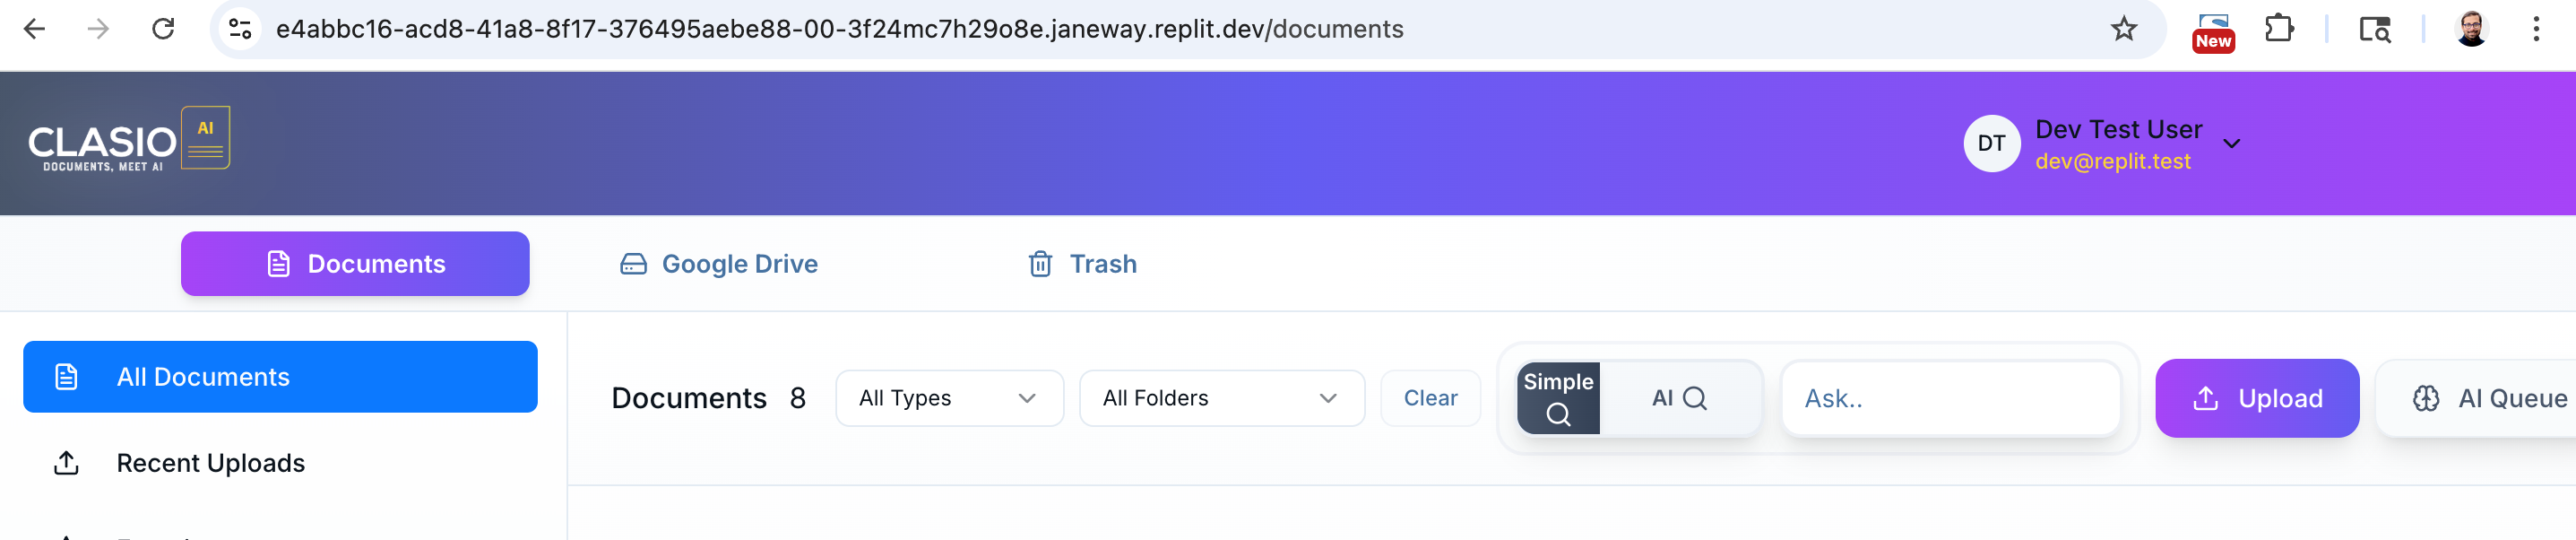 e4abbc16-acd8-41a8-8f17-376495aebe88-00-3f24mc7h29o8e.janeway.replit.dev/documents
New
CLASIO AI
DOCUMENTS, MEET AI
DT
Dev Test User
dev@replit.test
Documents
Google Drive
Trash
All Documents
Recent Uploads
Documents 8
All Types
All Folders
Clear
Simple
AI
Ask..
Upload
AI Queue